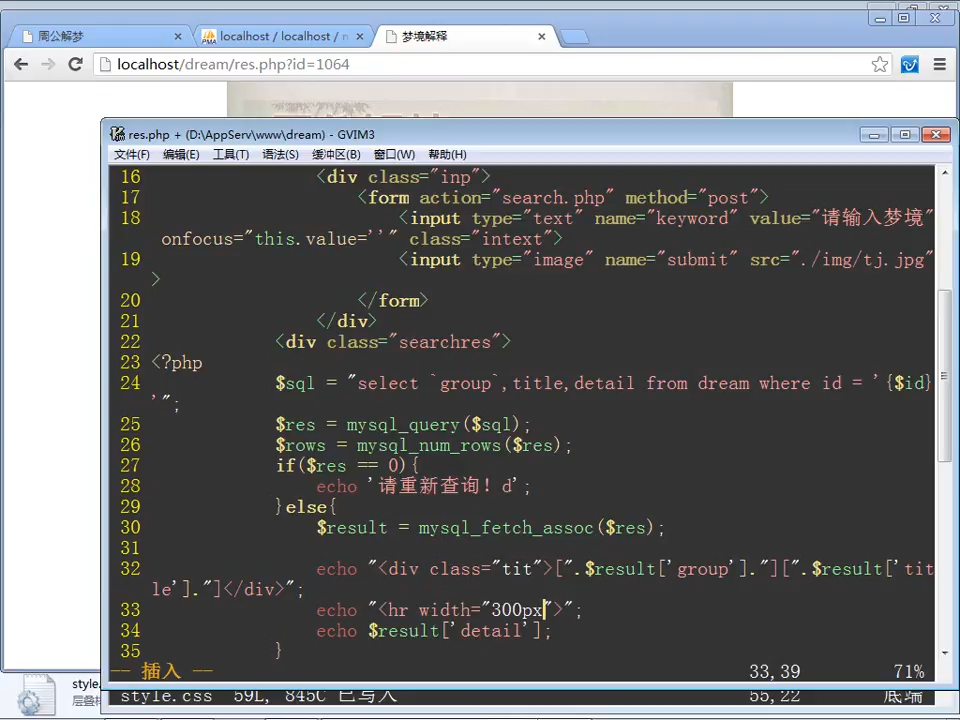 周公解梦
localhost / localhost / n
梦境解释
localhost/dream/res.php?id=1064
res.php + (D:\AppServ\www\dream) - GVIM3
文件(F) 编辑(E) 工具(T) 语法(S) 缓冲区(B) 窗口(W) 帮助(H)
16 <div class="inp">
17 <form action="search.php" method="post">
18 <input type="text" name="keyword" value="请输入梦境"
onfocus="this.value=''" class="intext">
19 <input type="image" name="submit" src="./img/tj.jpg"
>
20 </form>
21 </div>
22 <div class="searchres">
23 <?php
24 $sql = "select `group`,title,detail from dream where id = '{$id}
'";
25 $res = mysql_query($sql);
26 $rows = mysql_num_rows($res);
27 if($res == 0){
28 echo '请重新查询！d';
29 }else{
30 $result = mysql_fetch_assoc($res);
31
32 echo "<div class="tit">[".$result['group']."][".$result['tit
le']."]</div>";
33 echo "<hr width="300px">";
34 echo $result['detail'];
35 }
-- 插入 -- 33,39 71%
style.
style.css 59L, 845C 已写入 55,22 底端